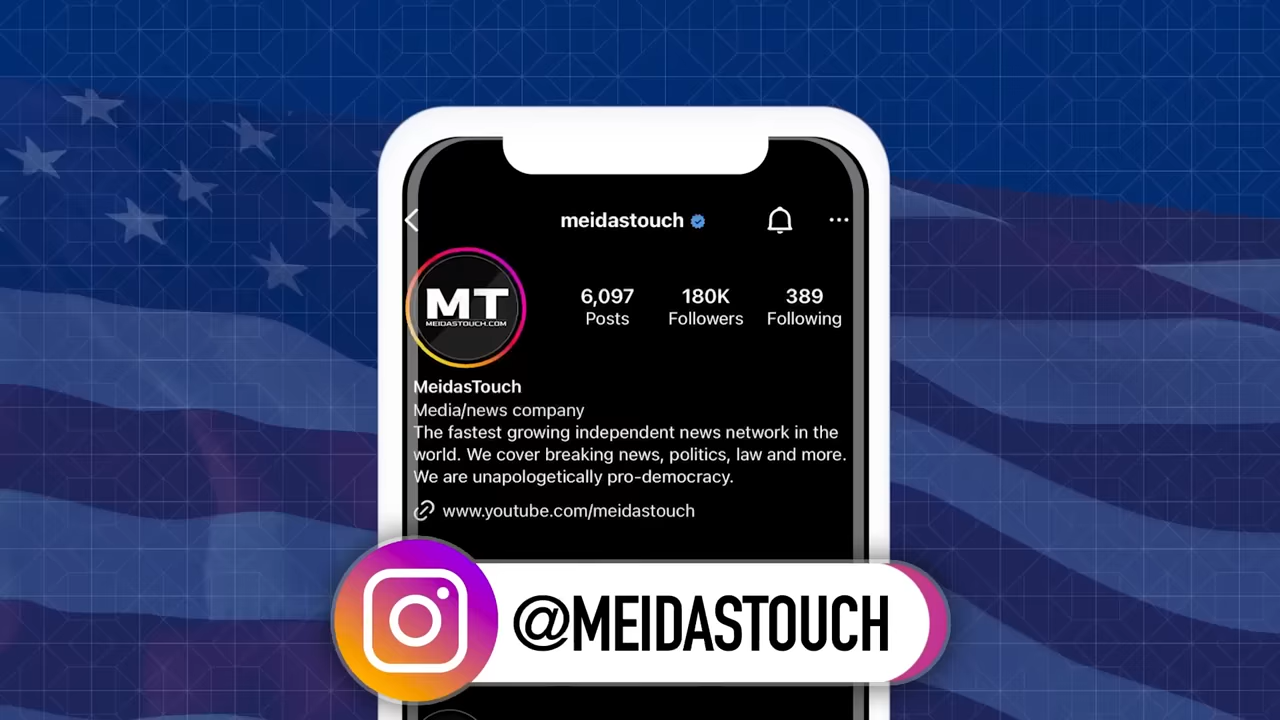 meidastouch
MT
MEIDASTOUCH.COM
6,097 180K 389
Posts Followers Following
MeidasTouch
Media/news company
The fastest growing independent news network in the
world. We cover breaking news, politics, law and more.
We are unapologetically pro-democracy.
www.youtube.com/meidastouch
@MEIDASTOUCH